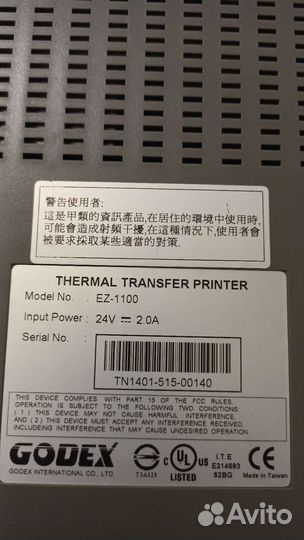 警告使用者:
這是甲類的資訊產品,在居住的環境中使用時,
可能會造成射頻干擾,在這種情況下,使用者會
被要求採取某些適當的對策.
THERMAL TRANSFER PRINTER
Model No. : EZ-1100
Input Power : 24V ⎓ 2.0A
Serial No. :
TN1401-515-00140
THIS DEVICE COMPLIES WITH PART 15 OF THE FCC RULES,
OPERATION IS SUBJECT TO THE FOLLOWING TWO CONDITIONS
(1) THIS DEVICE MAY NOT CAUSE HARMFUL INTERFERENCE.
AND (2) THIS DEVICE MUST ACCEPT ANY INTERFERENCE
RECEIVED, INCLUDING INTERFERENCE THAT MAY CAUSE
UNDESIRED OPERATION.
GODEX
GODEX INTERNATIONAL CO., LTD.
T3A123
C UL US
LISTED
I.T.E
E214683
52BG
CE
Made in Taiwan
Avito